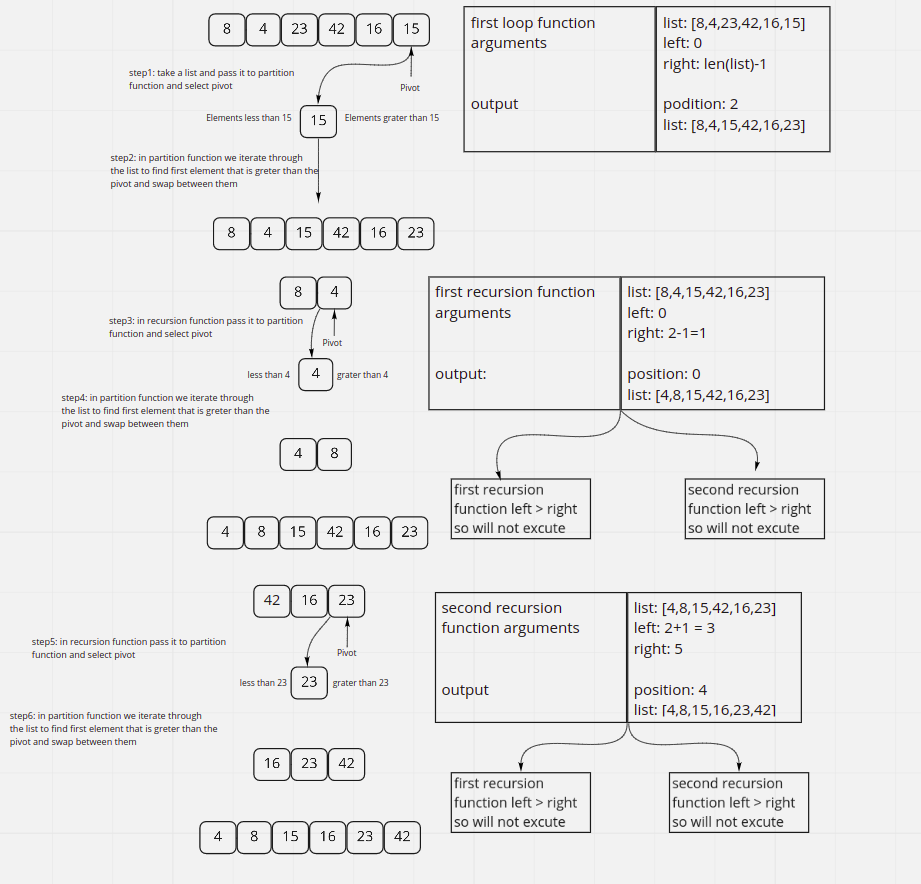 8 4 23 42 16 15
step1: take a list and pass it to partition
function and select pivot
Pivot
Elements less than 15
15
Elements grater than 15
step2: in partition function we iterate through
the list to find first element that is greter than the
pivot and swap between them
8 4 15 42 16 23
first loop function
arguments
output
list: [8,4,23,42,16,15]
left: 0
right: len(list)-1
podition: 2
list: [8,4,15,42,16,23]
8 4
step3: in recursion function pass it to partition
function and select pivot
Pivot
less than 4
4
grater than 4
step4: in partition function we iterate through
the list to find first element that is greter than the
pivot and swap between them
4 8
4 8 15 42 16 23
first recursion function
arguments
output:
list: [8,4,15,42,16,23]
left: 0
right: 2-1=1
position: 0
list: [4,8,15,42,16,23]
first recursion
function left > right
so will not excute
second recursion
function left > right
so will not excute
42 16 23
step5: in recursion function pass it to partition
function and select pivot
Pivot
less than 23
23
grater than 23
step6: in partition function we iterate through
the list to find first element that is greter than the
pivot and swap between them
16 23 42
4 8 15 16 23 42
second recursion
function arguments
output
list: [4,8,15,42,16,23]
left: 2+1 = 3
right: 5
position: 4
list: [4,8,15,16,23,42]
first recursion
function left > right
so will not excute
second recursion
function left > right
so will not excute